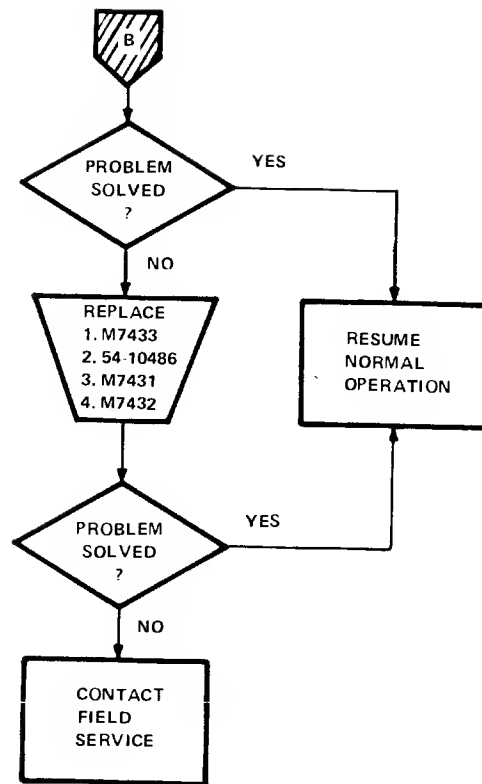 B
PROBLEM
SOLVED
?
YES
NO
REPLACE
1. M7433
2. 54-10486
3. M7431
4. M7432
RESUME
NORMAL
OPERATION
PROBLEM
SOLVED
?
YES
NO
CONTACT
FIELD
SERVICE